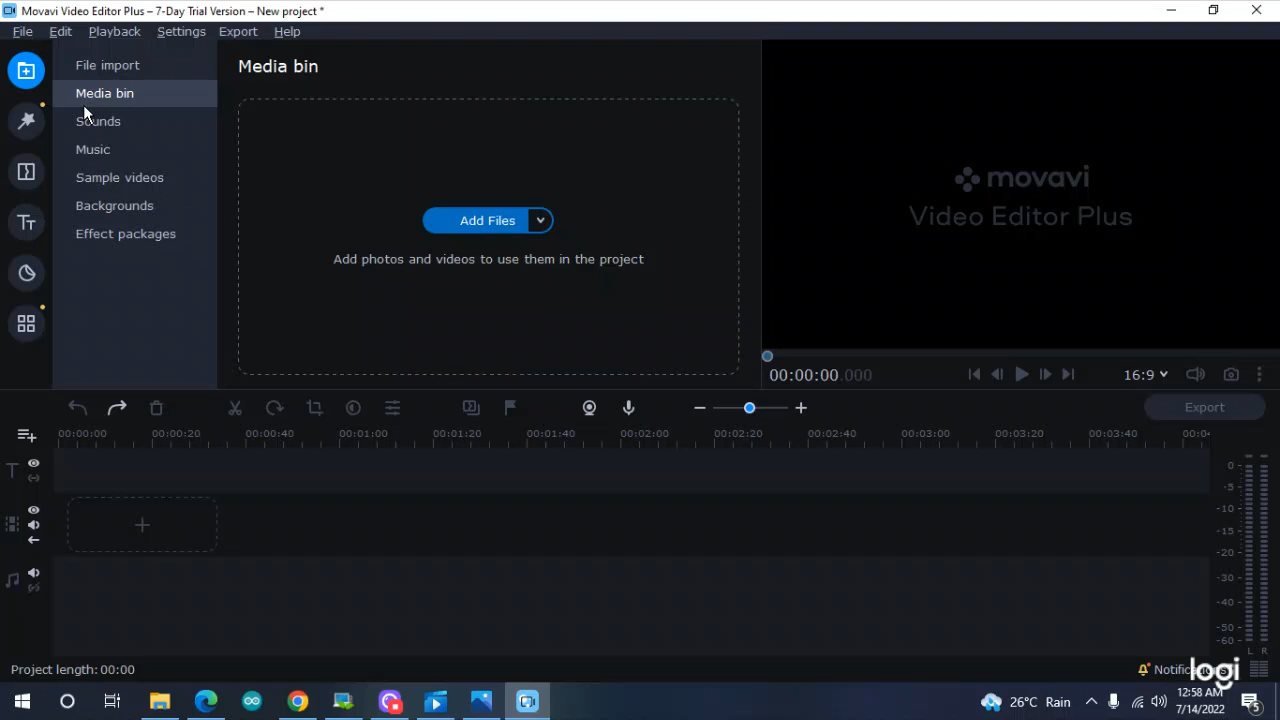 Movavi Video Editor Plus – 7-Day Trial Version – New project *
File Edit Playback Settings Export Help
File import
Media bin
Sounds
Music
Sample videos
Backgrounds
Effect packages
Media bin
Add Files
Add photos and videos to use them in the project
movavi
Video Editor Plus
00:00:00.000
16:9
Export
00:00:00 00:00:20 00:00:40 00:01:00 00:01:20 00:01:40 00:02:00 00:02:20 00:02:40 00:03:00 00:03:20 00:03:40 00:04
0
-5
-10
-15
-20
-30
-40
-50
-60
L R
Project length: 00:00
Notifications
logi
26°C Rain
12:58 AM
7/14/2022
5